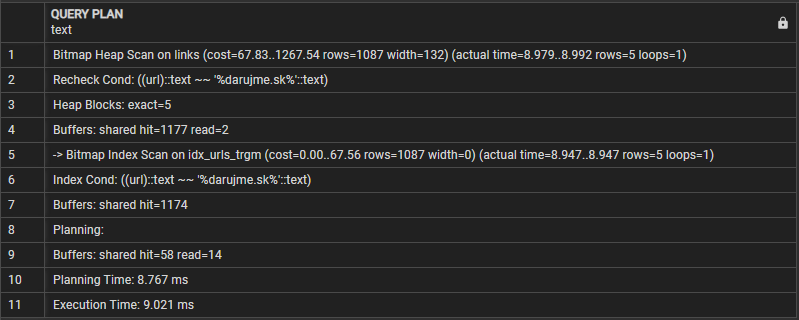 QUERY PLAN
text
1 Bitmap Heap Scan on links (cost=67.83..1267.54 rows=1087 width=132) (actual time=8.979..8.992 rows=5 loops=1)
2 Recheck Cond: ((url)::text ~~ '%darujme.sk%'::text)
3 Heap Blocks: exact=5
4 Buffers: shared hit=1177 read=2
5 -> Bitmap Index Scan on idx_urls_trgm (cost=0.00..67.56 rows=1087 width=0) (actual time=8.947..8.947 rows=5 loops=1)
6 Index Cond: ((url)::text ~~ '%darujme.sk%'::text)
7 Buffers: shared hit=1174
8 Planning:
9 Buffers: shared hit=58 read=14
10 Planning Time: 8.767 ms
11 Execution Time: 9.021 ms